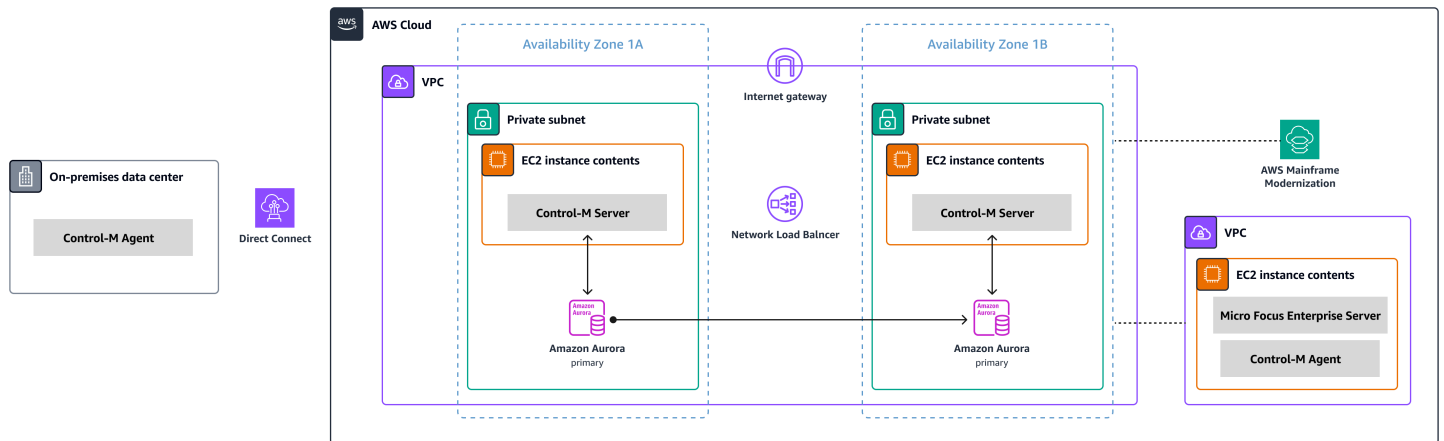 aws
AWS Cloud
Availability Zone 1A
Availability Zone 1B
VPC
Internet gateway
Private subnet
Private subnet
EC2 instance contents
EC2 instance contents
On-premises data center
AWS Mainframe
Modernization
Control-M Server
Control-M Server
Control-M Agent
Direct Connect
Network Load Balncer
VPC
EC2 instance contents
Amazon
Aurora
Amazon
Aurora
Micro Focus Enterprise Server
Amazon Aurora
primary
Amazon Aurora
primary
Control-M Agent